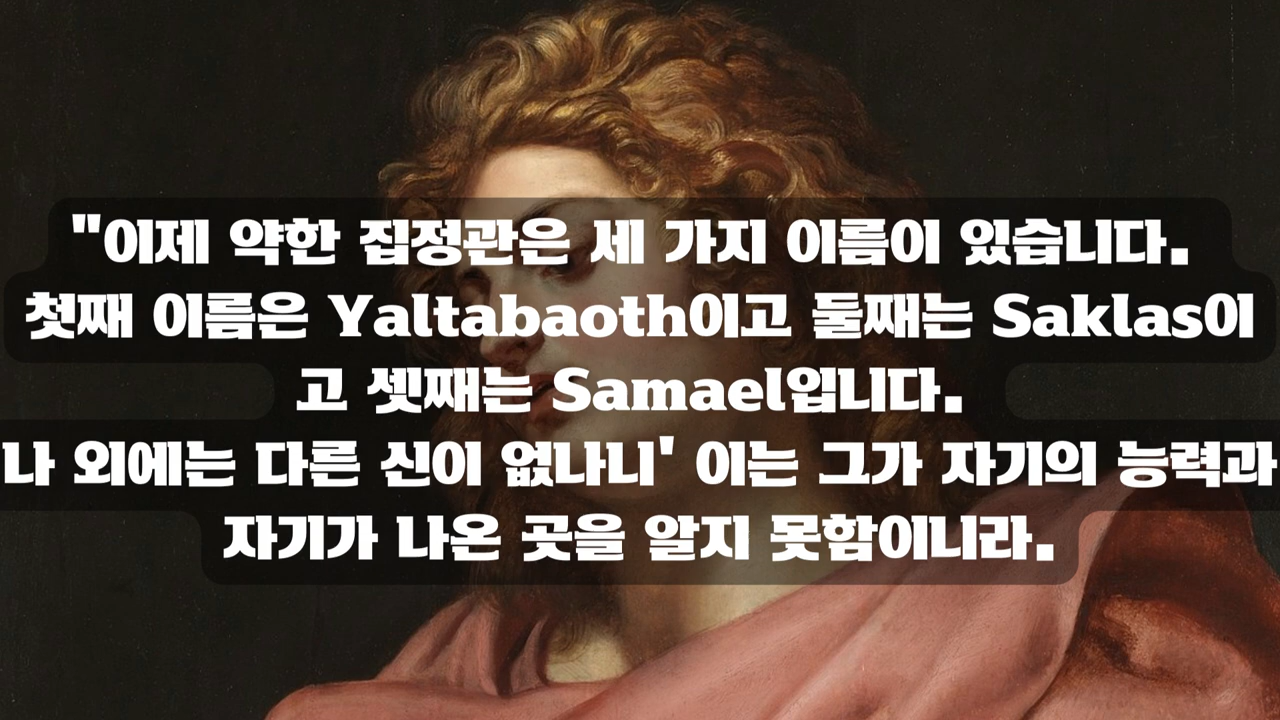 "이제 약한 집정관은 세 가지 이름이 있습니다.
첫째 이름은 Yaltabaoth이고 둘째는 Saklas이
고 셋째는 Samael입니다.
나 외에는 다른 신이 없나니' 이는 그가 자기의 능력과
자기가 나온 곳을 알지 못함이니라.